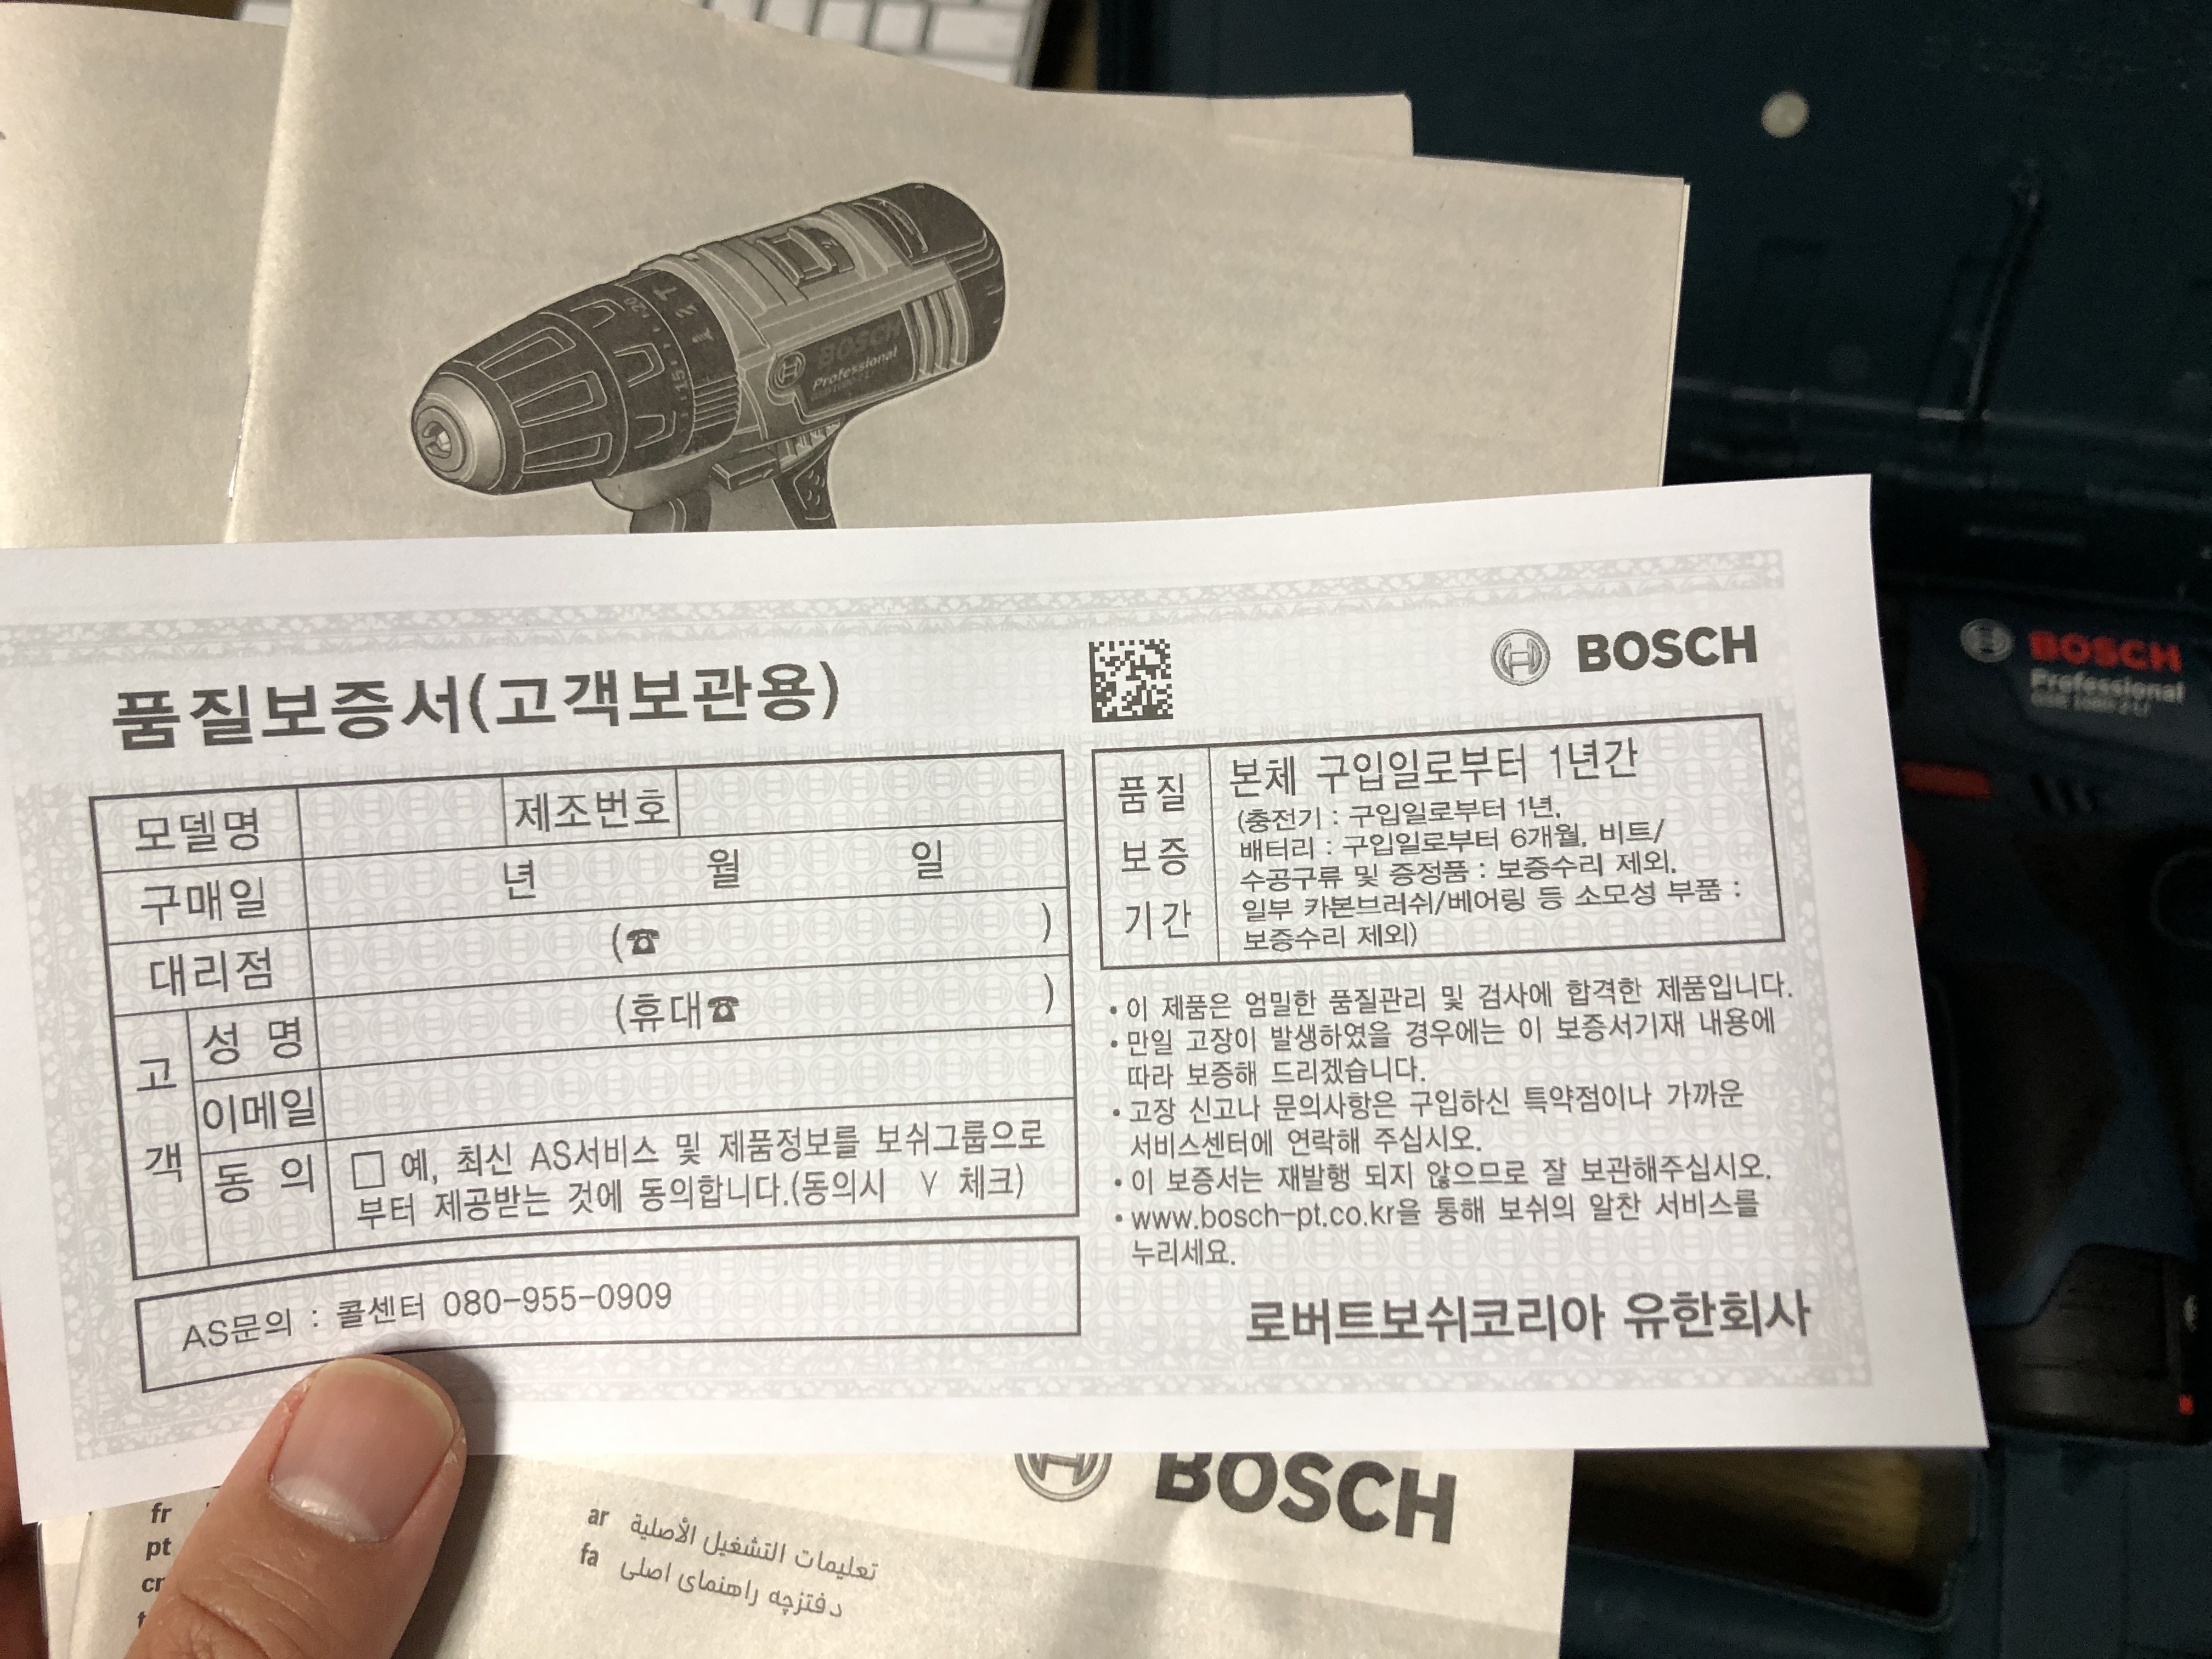 BOSCH
Professional
15
20
BOSCH
Professional
품질보증서(고객보관용)
BOSCH
모델명 제조번호
구매일 년 월 일
대리점 (☎ )
고객
성 명 (휴대☎ )
이메일
동 의 □ 예, 최신 AS서비스 및 제품정보를 보쉬그룹으로
부터 제공받는 것에 동의합니다.(동의시 V 체크)
AS문의 : 콜센터 080-955-0909
품질
보증
기간
본체 구입일로부터 1년간
(충전기 : 구입일로부터 1년,
배터리 : 구입일로부터 6개월, 비트/
수공구류 및 증정품 : 보증수리 제외,
일부 카본브러쉬/베어링 등 소모성 부품 :
보증수리 제외)
• 이 제품은 엄밀한 품질관리 및 검사에 합격한 제품입니다.
• 만일 고장이 발생하였을 경우에는 이 보증서기재 내용에
따라 보증해 드리겠습니다.
• 고장 신고나 문의사항은 구입하신 특약점이나 가까운
서비스센터에 연락해 주십시오.
• 이 보증서는 재발행 되지 않으므로 잘 보관해주십시오.
• www.bosch-pt.co.kr을 통해 보쉬의 알찬 서비스를
누리세요.
로버트보쉬코리아 유한회사
BOSCH
fr
pt
ar تعليمات التشغيل الأصلية
fa دفترچه راهنمای اصلی